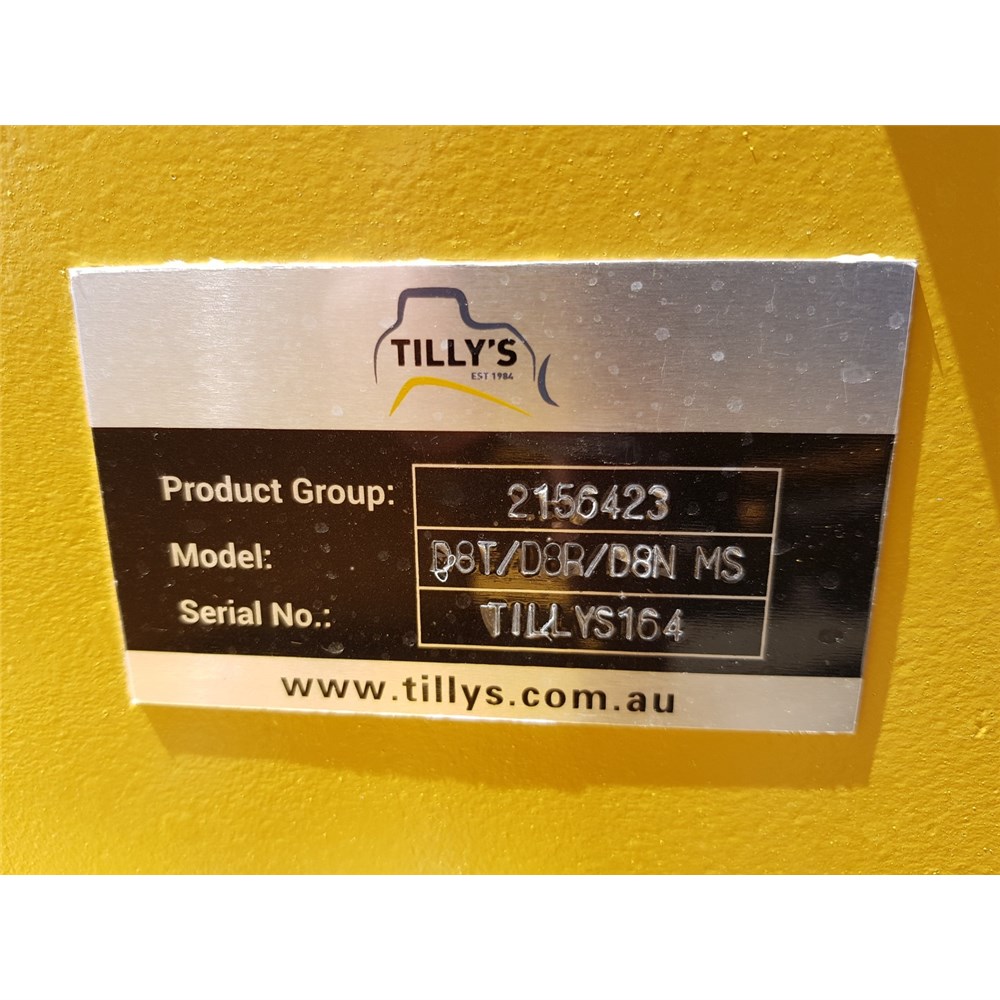 TILLY'S
EST 1984
Product Group: 2156423
Model: D8T/D8R/D8N MS
Serial No.: TILLYS164
www.tillys.com.au